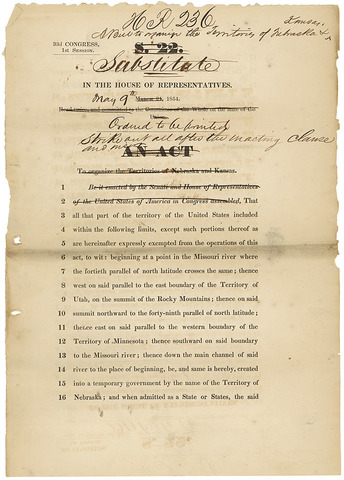 H R 236
Kansas
A Bill to organize the Territory of Nebraska &
33d CONGRESS,
1st Session.
S. 22.
Substitute
IN THE HOUSE OF REPRESENTATIVES.
May 9th March 21, 1854.
Read twice, and committed to the Committee of the Whole on the state of the
Union.
Ordered to be printed
Strike out all after the enacting clause
and
AN ACT
To organize the Territories of Nebraska and Kansas.
1 Be it enacted by the Senate and House of Representatives
2 of the United States of America in Congress assembled, That
3 all that part of the territory of the United States included
4 within the following limits, except such portions thereof as
5 are hereinafter expressly exempted from the operations of this
6 act, to wit: beginning at a point in the Missouri river where
7 the fortieth parallel of north latitude crosses the same; thence
8 west on said parallel to the east boundary of the Territory of
9 Utah, on the summit of the Rocky Mountains; thence on said
10 summit northward to the forty-ninth parallel of north latitude;
11 thence east on said parallel to the western boundary of the
12 Territory of Minnesota; thence southward on said boundary
13 to the Missouri river; thence down the main channel of said
14 river to the place of beginning, be, and the same is hereby, created
15 into a temporary government by the name of the Territory of
16 Nebraska; and when admitted as a State or States, the said